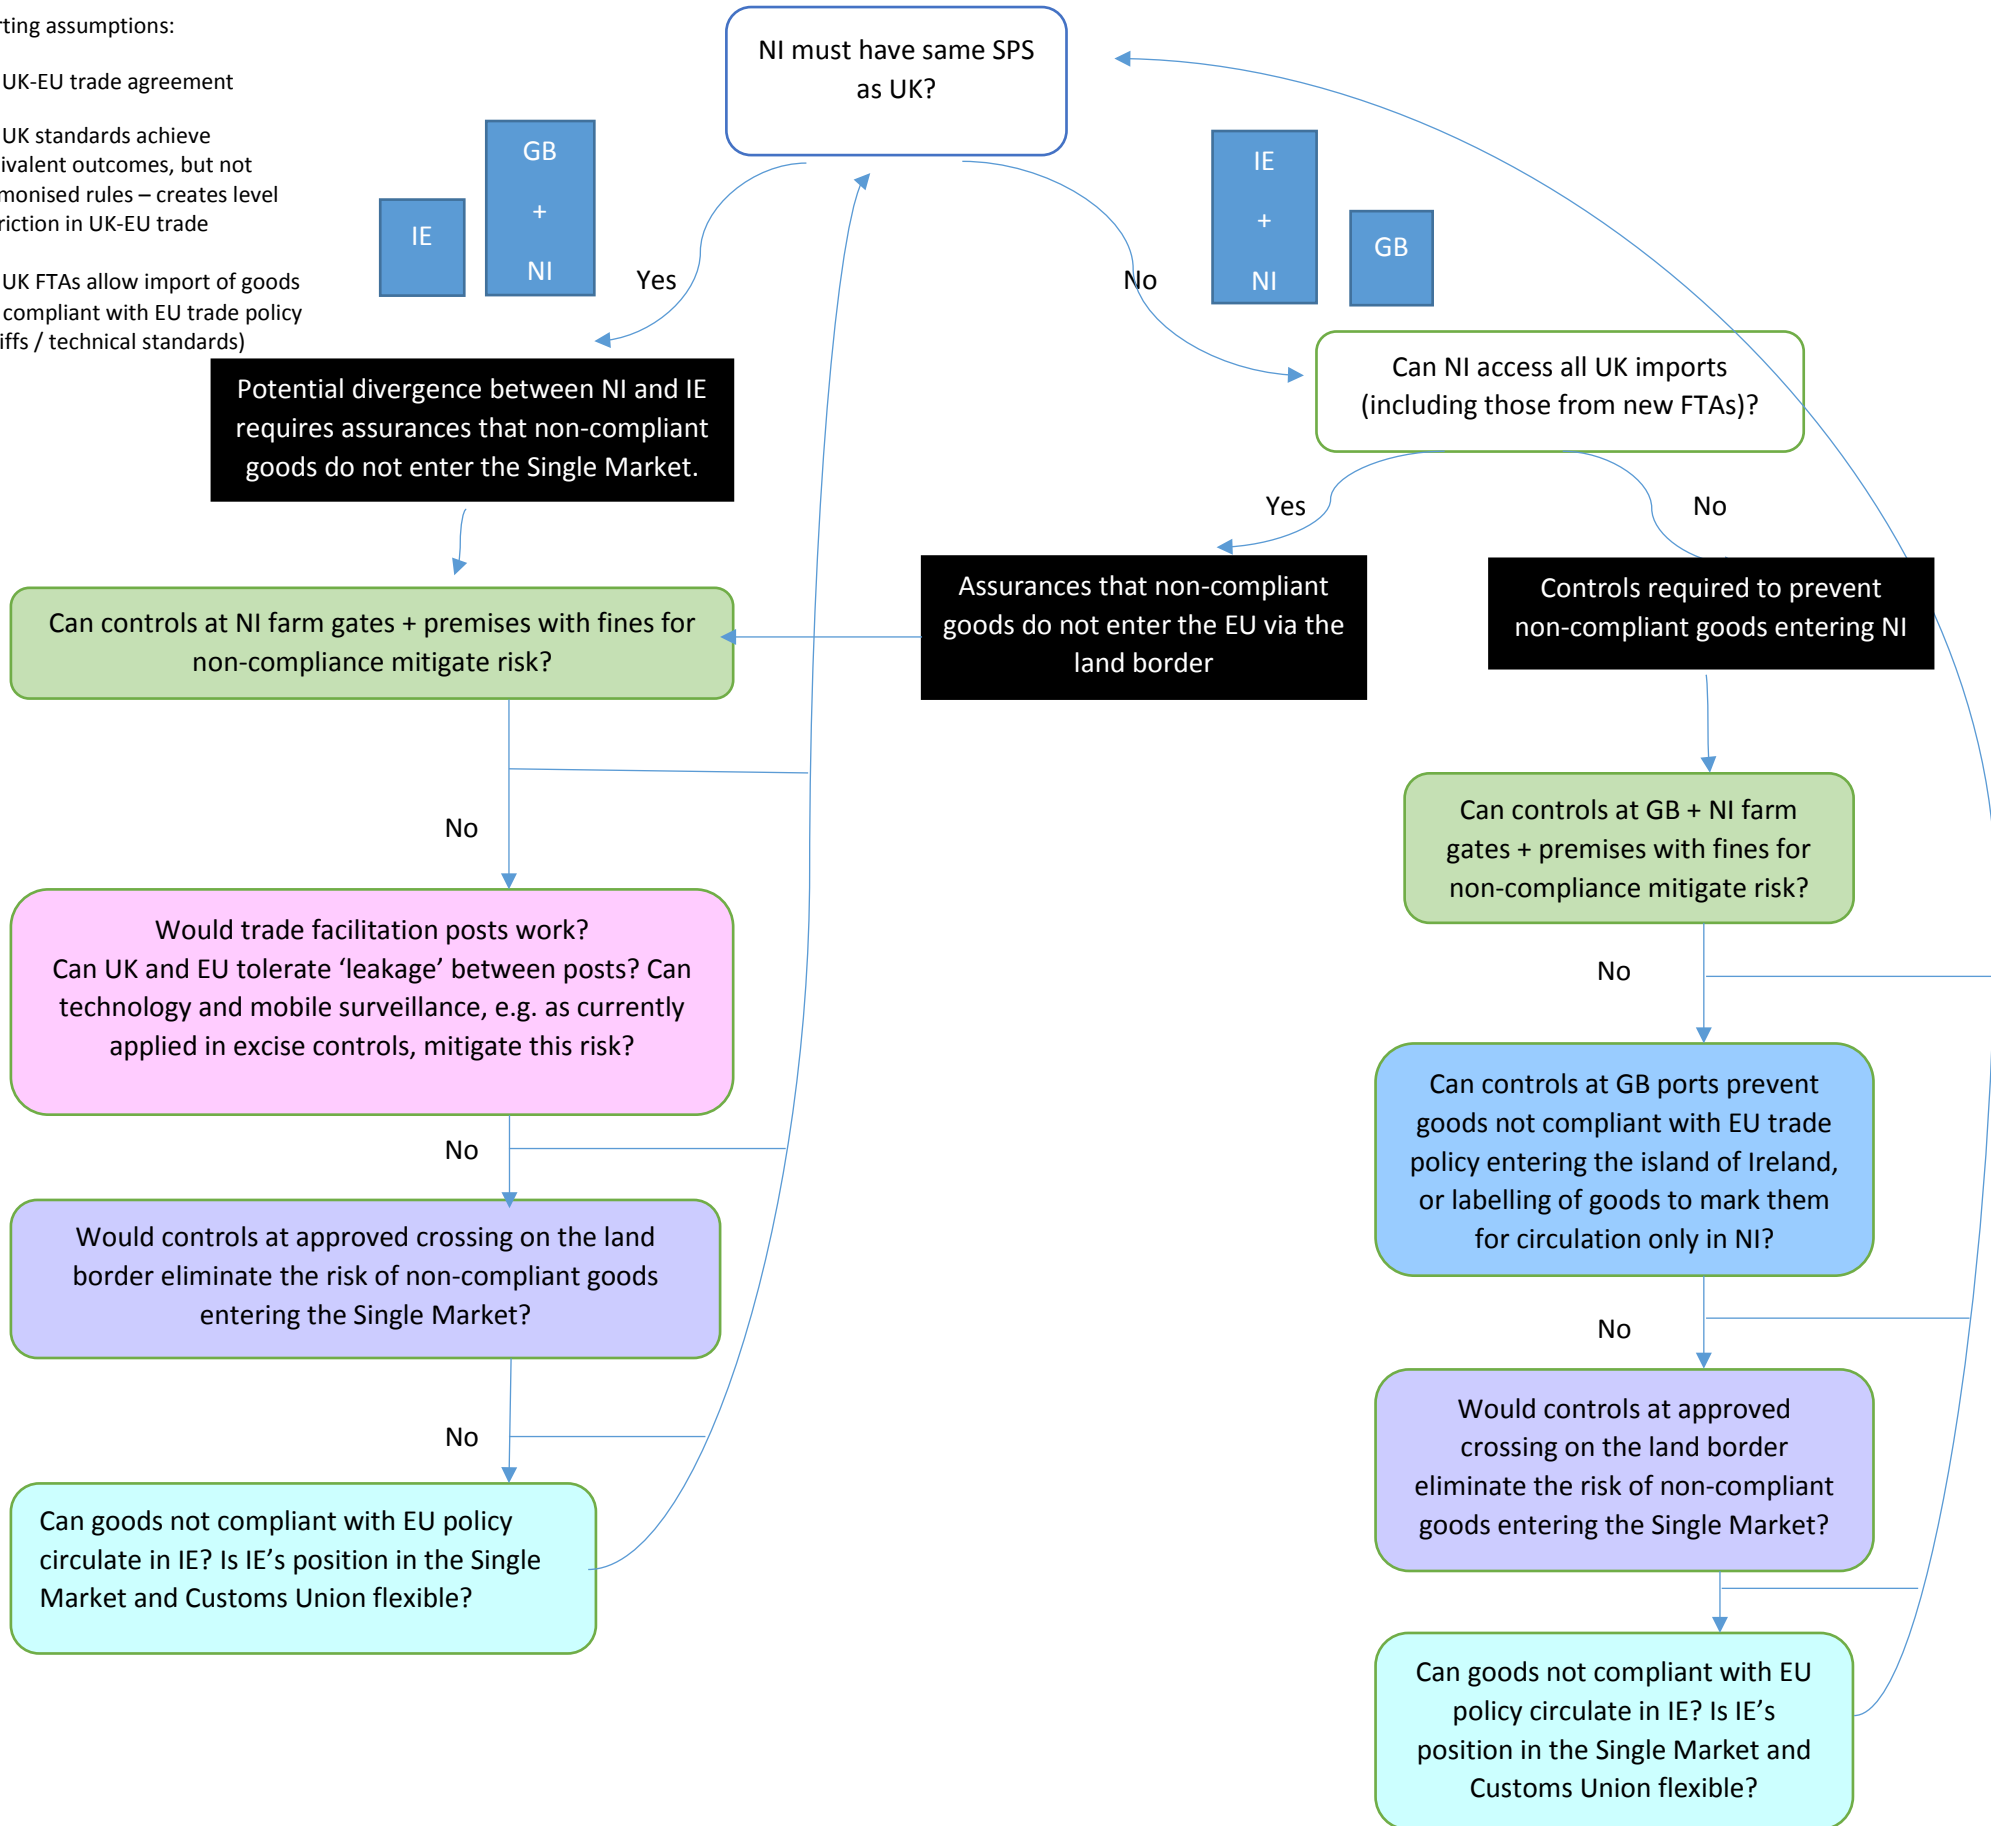 rting assumptions:
UK-EU trade agreement
UK standards achieve
ivalent outcomes, but not
monised rules – creates level
riction in UK-EU trade
UK FTAs allow import of goods
compliant with EU trade policy
iffs / technical standards)
NI must have same SPS
as UK?
IE
GB
+
NI
Yes
No
IE
+
NI
GB
Potential divergence between NI and IE
requires assurances that non-compliant
goods do not enter the Single Market.
Can NI access all UK imports
(including those from new FTAs)?
Yes
No
Assurances that non-compliant
goods do not enter the EU via the
land border
Controls required to prevent
non-compliant goods entering NI
Can controls at NI farm gates + premises with fines for
non-compliance mitigate risk?
No
Would trade facilitation posts work?
Can UK and EU tolerate ‘leakage’ between posts? Can
technology and mobile surveillance, e.g. as currently
applied in excise controls, mitigate this risk?
No
Would controls at approved crossing on the land
border eliminate the risk of non-compliant goods
entering the Single Market?
No
Can goods not compliant with EU policy
circulate in IE? Is IE’s position in the Single
Market and Customs Union flexible?
Can controls at GB + NI farm
gates + premises with fines for
non-compliance mitigate risk?
No
Can controls at GB ports prevent
goods not compliant with EU trade
policy entering the island of Ireland,
or labelling of goods to mark them
for circulation only in NI?
No
Would controls at approved
crossing on the land border
eliminate the risk of non-compliant
goods entering the Single Market?
Can goods not compliant with EU
policy circulate in IE? Is IE’s
position in the Single Market and
Customs Union flexible?